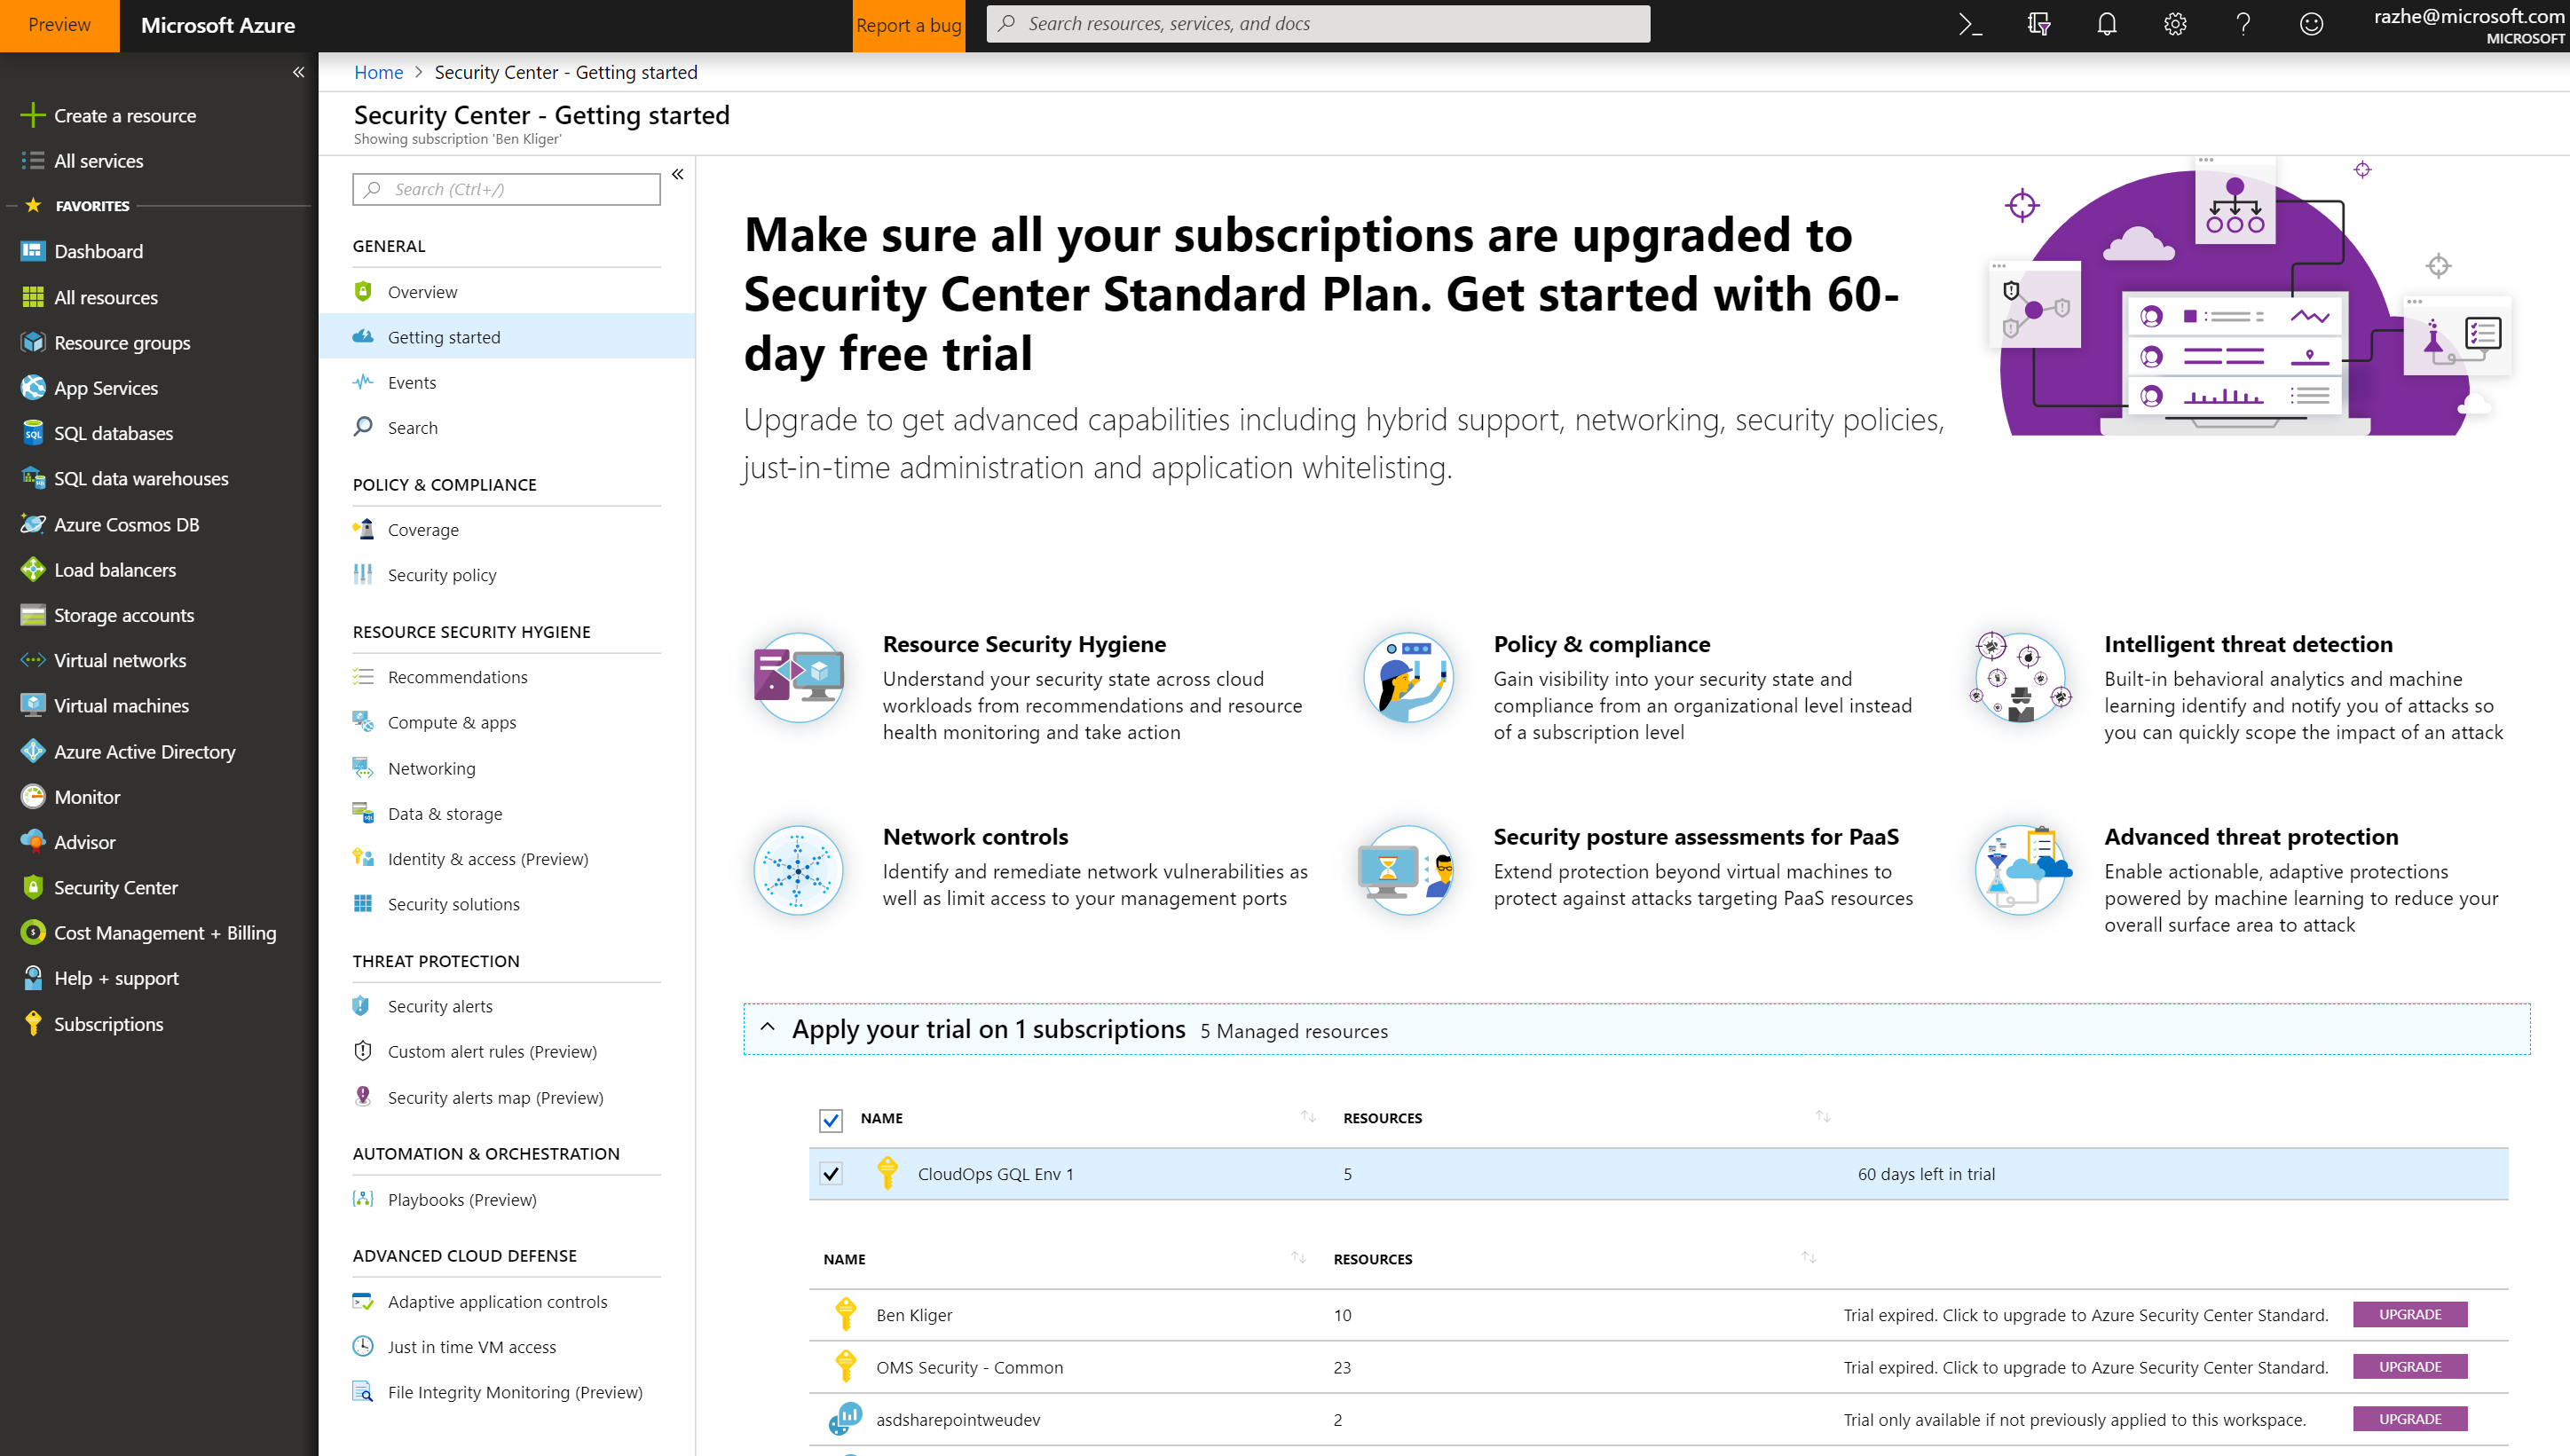 Preview
Microsoft Azure
Report a bug
Search resources, services, and docs
razhe@microsoft.com
MICROSOFT
Create a resource
All services
FAVORITES
Dashboard
All resources
Resource groups
App Services
SQL databases
SQL data warehouses
Azure Cosmos DB
Load balancers
Storage accounts
Virtual networks
Virtual machines
Azure Active Directory
Monitor
Advisor
Security Center
Cost Management + Billing
Help + support
Subscriptions
Home > Security Center - Getting started
Security Center - Getting started
Showing subscription 'Ben Kliger'
Search (Ctrl+/)
GENERAL
Overview
Getting started
Events
Search
POLICY & COMPLIANCE
Coverage
Security policy
RESOURCE SECURITY HYGIENE
Recommendations
Compute & apps
Networking
Data & storage
Identity & access (Preview)
Security solutions
THREAT PROTECTION
Security alerts
Custom alert rules (Preview)
Security alerts map (Preview)
AUTOMATION & ORCHESTRATION
Playbooks (Preview)
ADVANCED CLOUD DEFENSE
Adaptive application controls
Just in time VM access
File Integrity Monitoring (Preview)
Make sure all your subscriptions are upgraded to
Security Center Standard Plan. Get started with 60-
day free trial
Upgrade to get advanced capabilities including hybrid support, networking, security policies,
just-in-time administration and application whitelisting.
Resource Security Hygiene
Understand your security state across cloud
workloads from recommendations and resource
health monitoring and take action
Policy & compliance
Gain visibility into your security state and
compliance from an organizational level instead
of a subscription level
Intelligent threat detection
Built-in behavioral analytics and machine
learning identify and notify you of attacks so
you can quickly scope the impact of an attack
Network controls
Identify and remediate network vulnerabilities as
well as limit access to your management ports
Security posture assessments for PaaS
Extend protection beyond virtual machines to
protect against attacks targeting PaaS resources
Advanced threat protection
Enable actionable, adaptive protections
powered by machine learning to reduce your
overall surface area to attack
Apply your trial on 1 subscriptions 5 Managed resources
NAME RESOURCES
CloudOps GQL Env 1 5 60 days left in trial
NAME RESOURCES
Ben Kliger 10 Trial expired. Click to upgrade to Azure Security Center Standard. UPGRADE
OMS Security - Common 23 Trial expired. Click to upgrade to Azure Security Center Standard. UPGRADE
asdsharepointweudev 2 Trial only available if not previously applied to this workspace. UPGRADE